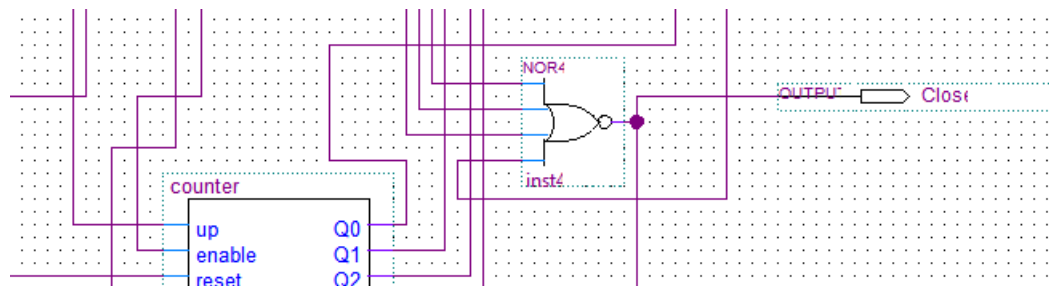 NOR4
OUTPUT
Close
inst4
counter
up
Q0
enable
Q1
reset
Q2